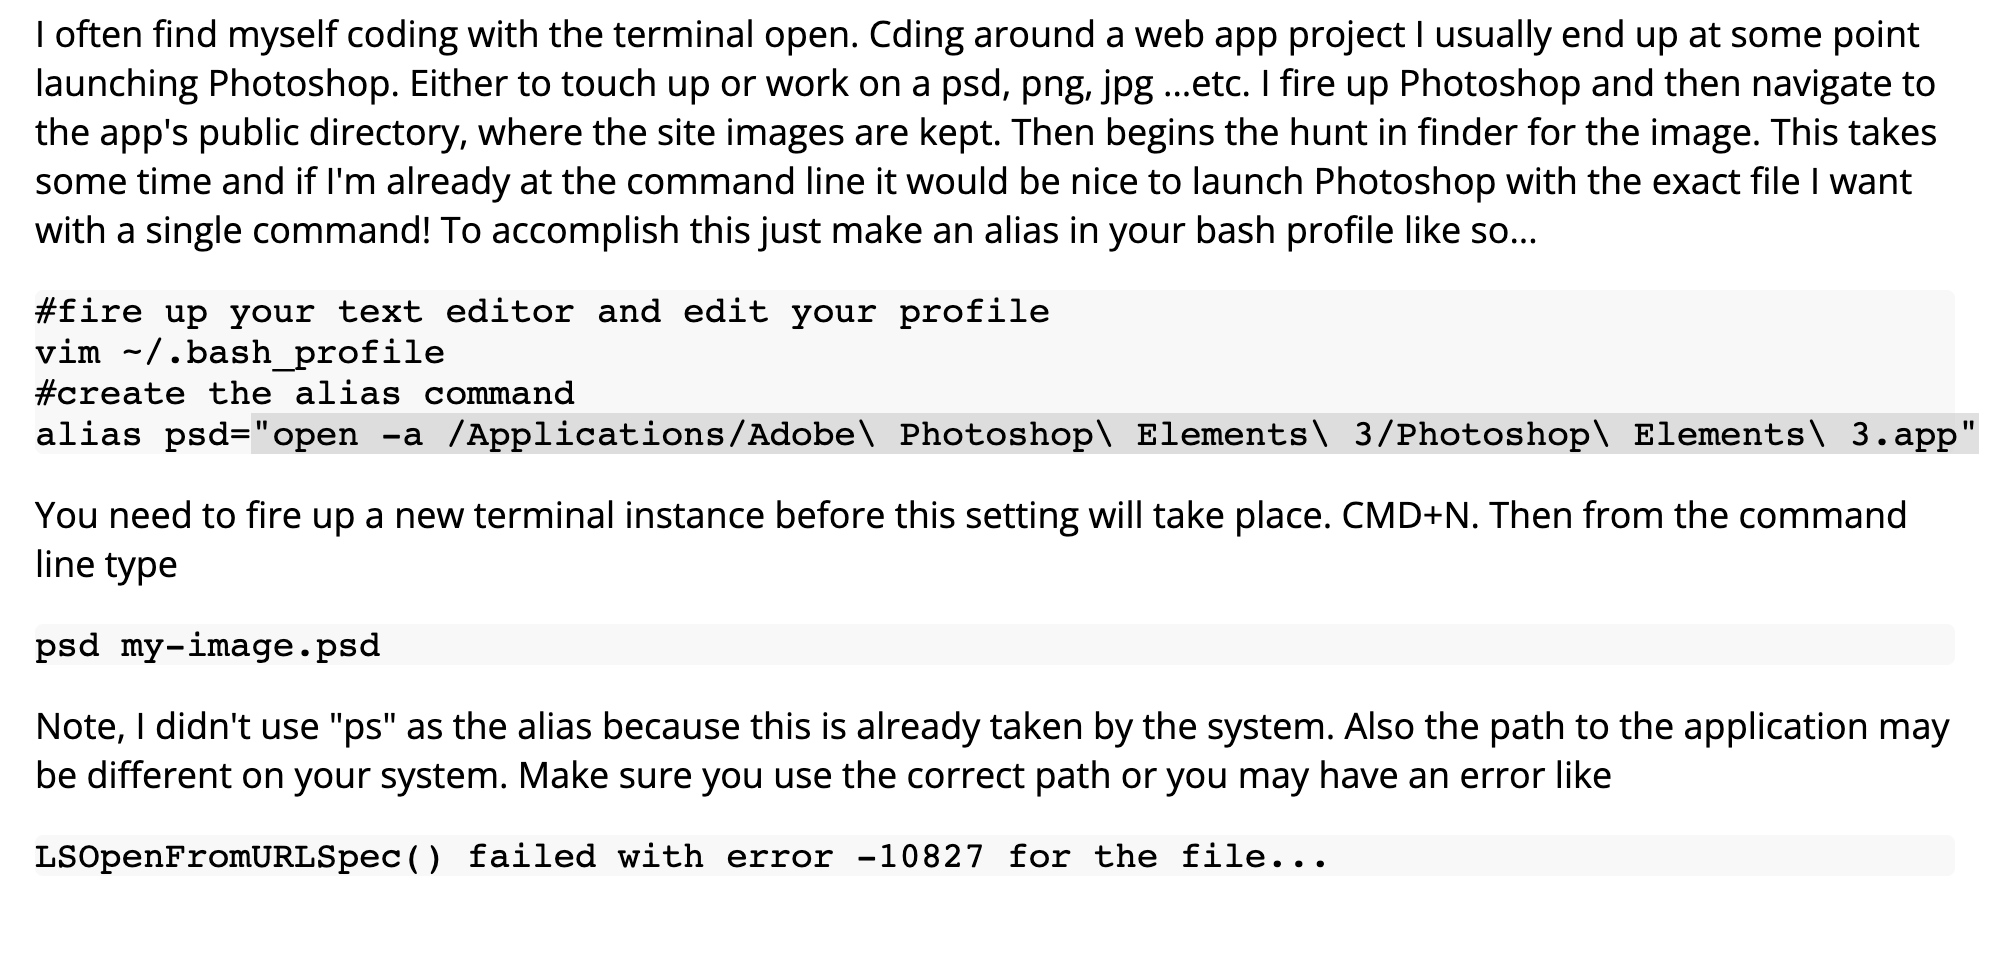 I often find myself coding with the terminal open. Cding around a web app project I usually end up at some point
launching Photoshop. Either to touch up or work on a psd, png, jpg ...etc. I fire up Photoshop and then navigate to
the app's public directory, where the site images are kept. Then begins the hunt in finder for the image. This takes
some time and if I'm already at the command line it would be nice to launch Photoshop with the exact file I want
with a single command! To accomplish this just make an alias in your bash profile like so...
#fire up your text editor and edit your profile
vim ~/.bash_profile
#create the alias command
alias psd="open -a /Applications/Adobe\ Photoshop\ Elements\ 3/Photoshop\ Elements\ 3.app"
You need to fire up a new terminal instance before this setting will take place. CMD+N. Then from the command
line type
psd my-image.psd
Note, I didn't use "ps" as the alias because this is already taken by the system. Also the path to the application may
be different on your system. Make sure you use the correct path or you may have an error like
LSOpenFromURLSpec() failed with error -10827 for the file...